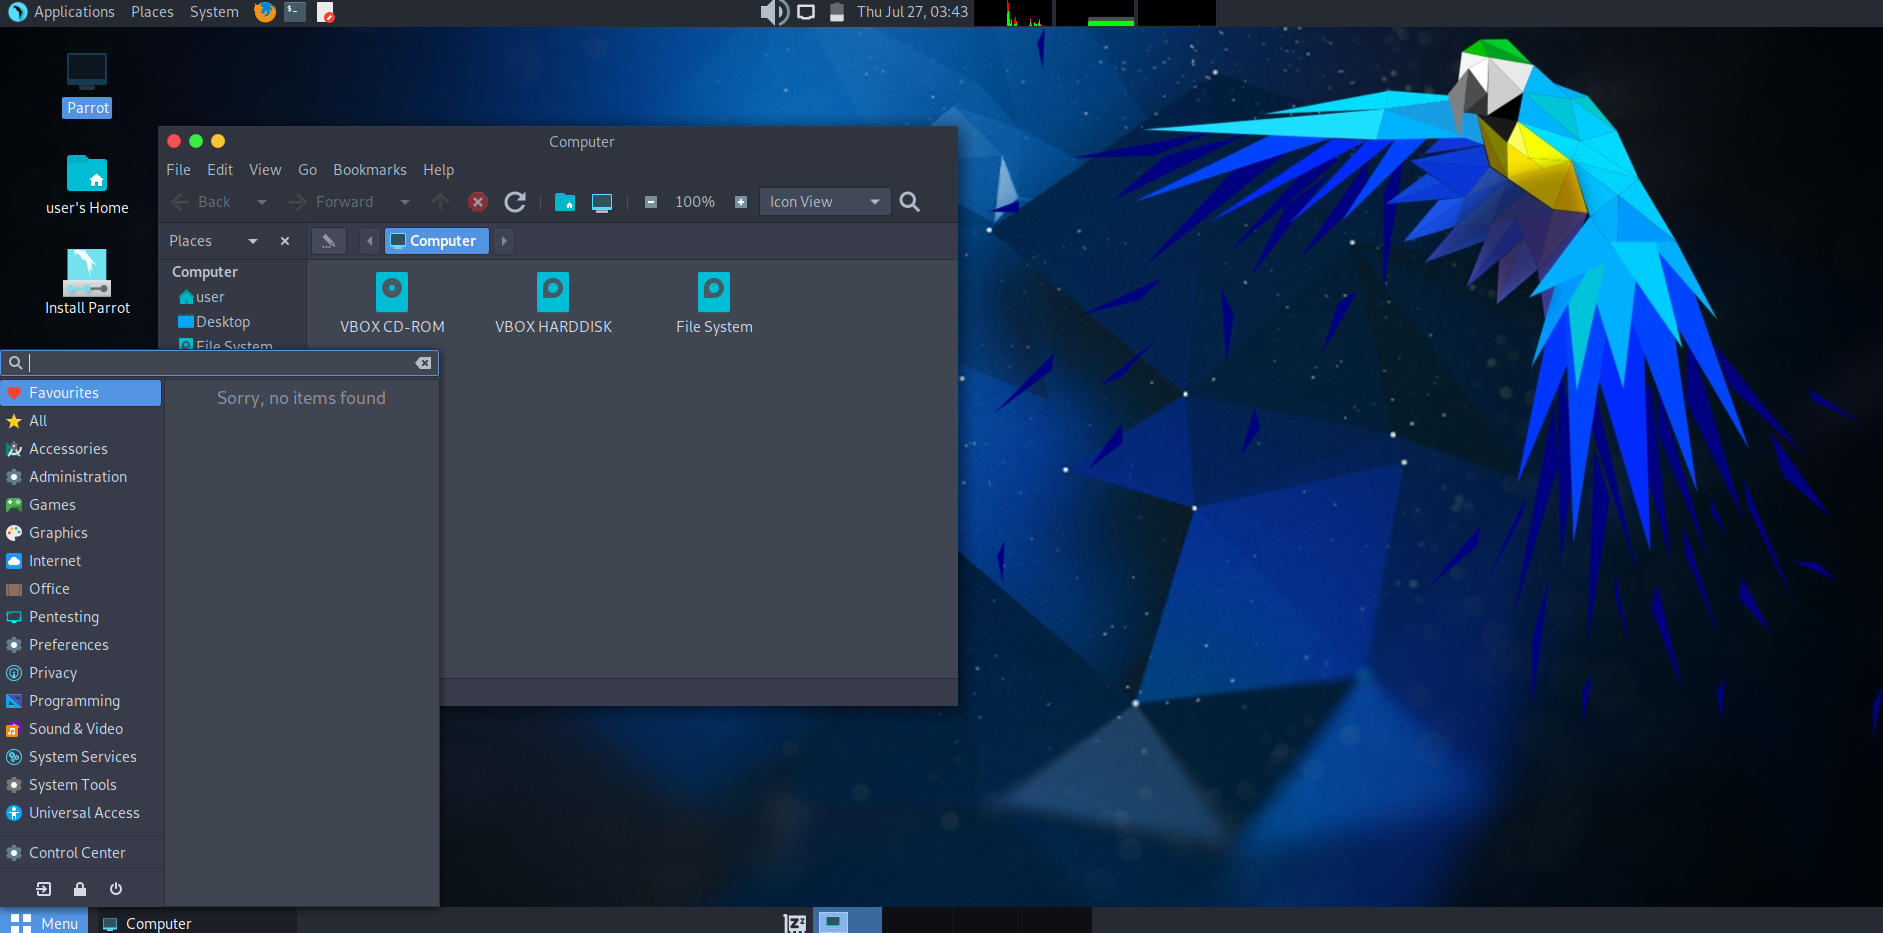 Applications Places System Thu Jul 27, 03:43
Parrot
user's Home
Install Parrot
Computer
File Edit View Go Bookmarks Help
Back Forward 100% Icon View
Places Computer
Computer
user
Desktop
File System
VBOX CD-ROM VBOX HARDDISK File System
Favourites
Sorry, no items found
All
Accessories
Administration
Games
Graphics
Internet
Office
Pentesting
Preferences
Privacy
Programming
Sound & Video
System Services
System Tools
Universal Access
Control Center
Menu Computer